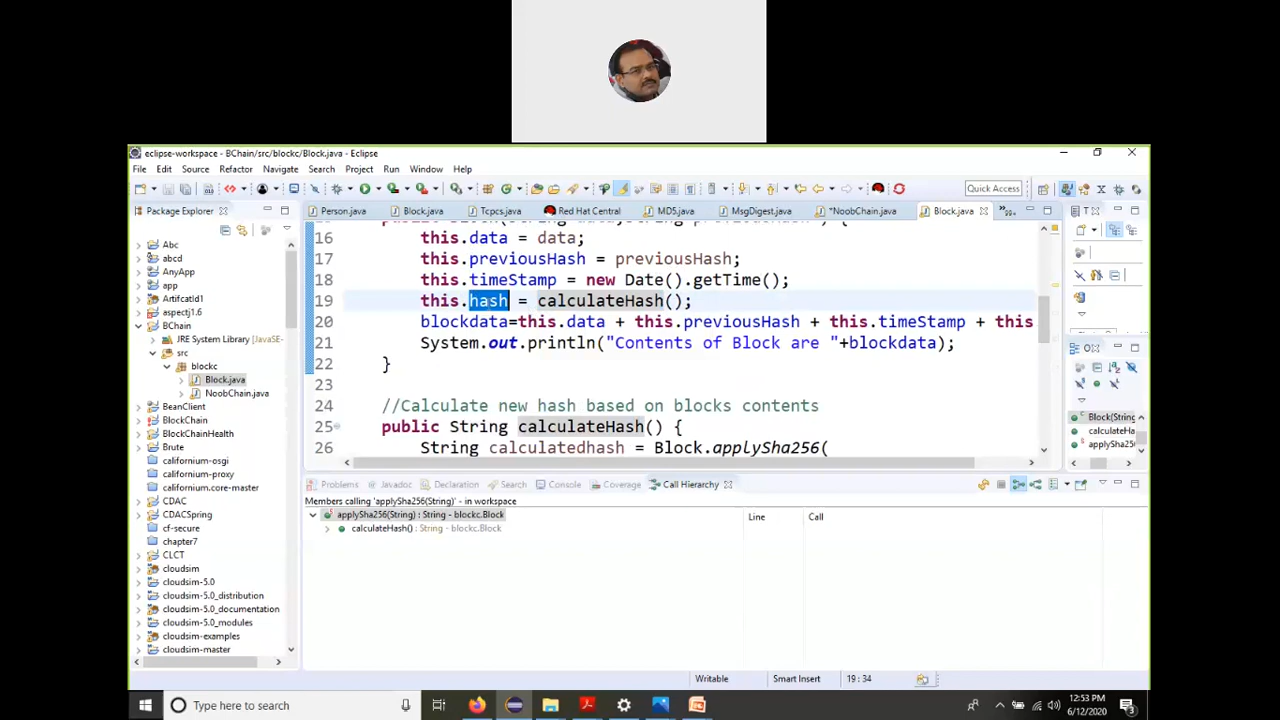 eclipse-workspace - BChain/src/blockc/Block.java - Eclipse
File Edit Source Refactor Navigate Search Project Run Window Help
Quick Access
Package Explorer
Person.java Block.java Tcpcs.java Red Hat Central MD5.java MsgDigest.java *NoobChain.java Block.java
Abc
abcd
AnyApp
app
ArtifcatId1
aspectj1.6
BChain
JRE System Library [JavaSE-
src
blockc
Block.java
NoobChain.java
BeanClient
BlockChain
BlockChainHealth
Brute
californium-osgi
californium-proxy
californium.core-master
CDAC
CDACSpring
cf-secure
chapter7
CLCT
cloudsim
cloudsim-5.0
cloudsim-5.0_distribution
cloudsim-5.0_documentation
cloudsim-5.0_modules
cloudsim-examples
cloudsim-master
16 this.data = data;
17 this.previousHash = previousHash;
18 this.timeStamp = new Date().getTime();
19 this.hash = calculateHash();
20 blockdata=this.data + this.previousHash + this.timeStamp + this
21 System.out.println("Contents of Block are "+blockdata);
22 }
23
24 //Calculate new hash based on blocks contents
25 public String calculateHash() {
26 String calculatedhash = Block.applySha256(
Block(String
calculateHa
applySha25
Problems Javadoc Declaration Search Console Coverage Call Hierarchy
Members calling 'applySha256(String)' - in workspace
applySha256(String) : String - blockc.Block
calculateHash() : String - blockc.Block
Line Call
Writable Smart Insert 19 : 34
Type here to search
12:53 PM
6/12/2020
3